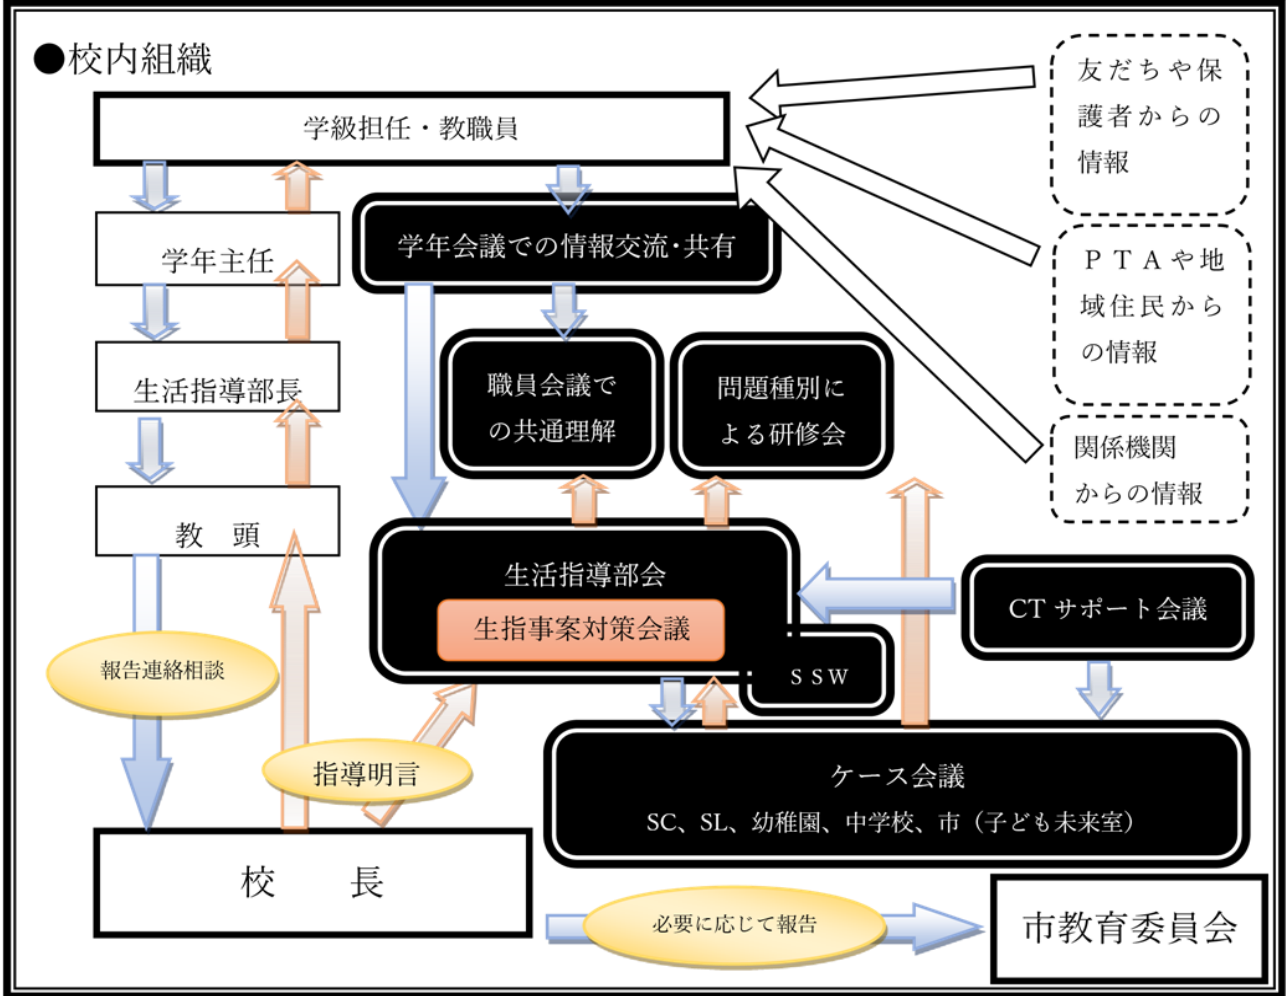 ●校内組織
学級担任・教職員
友だちや保
護者からの
情報
学年主任
学年会議での情報交流・共有
ＰＴＡや地
域住民から
の情報
生活指導部長
職員会議で
の共通理解
問題種別に
よる研修会
関係機関
からの情報
教　頭
生活指導部会
生指事案対策会議
CT サポート会議
ＳＳＷ
報告連絡相談
指導明言
ケース会議
SC、SL、幼稚園、中学校、市（子ども未来室）
校　　長
必要に応じて報告
市教育委員会